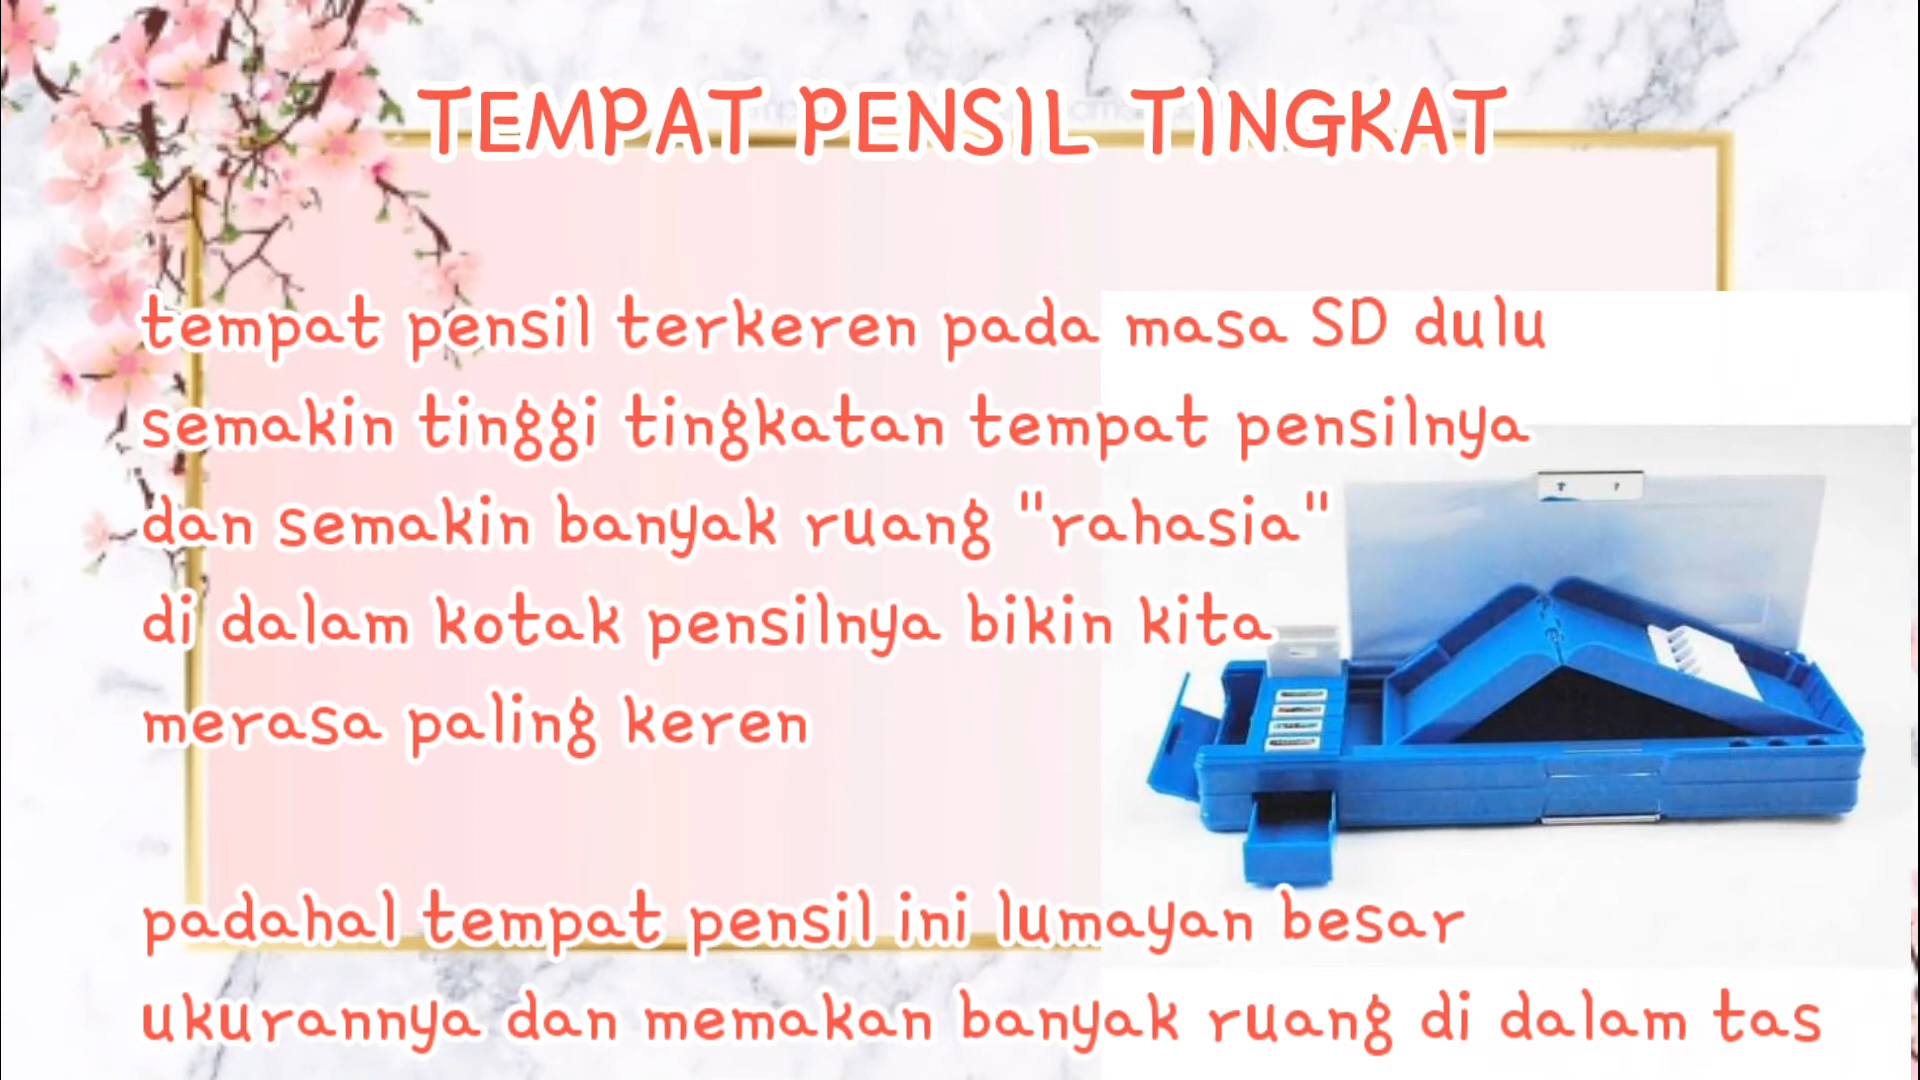 TEMPAT PENSIL TINGKAT
tempat pensil terkeren pada masa SD dulu
semakin tinggi tingkatan tempat pensilnya
dan semakin banyak ruang "rahasia"
di dalam kotak pensilnya bikin kita
merasa paling keren
padahal tempat pensil ini lumayan besar
ukurannya dan memakan banyak ruang di dalam tas